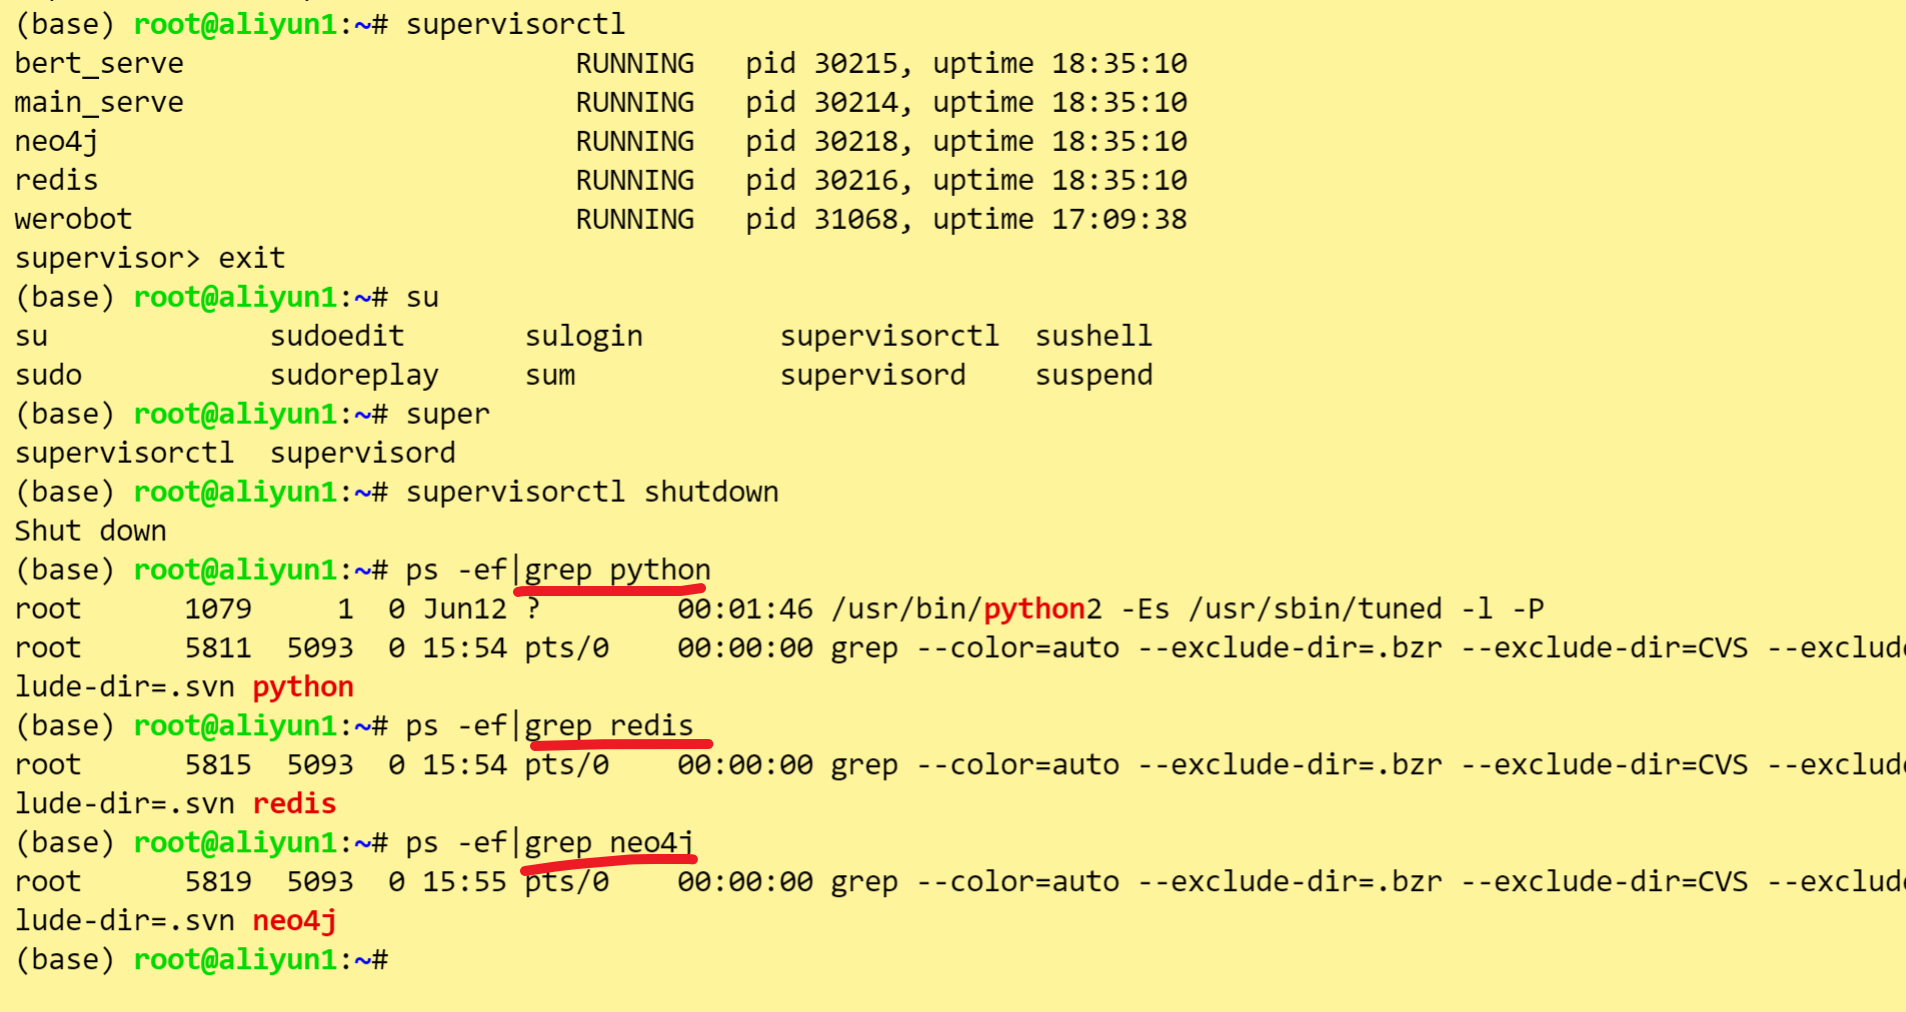 (base) root@aliyun1:~# supervisorctl
bert_serve                       RUNNING   pid 30215, uptime 18:35:10
main_serve                       RUNNING   pid 30214, uptime 18:35:10
neo4j                            RUNNING   pid 30218, uptime 18:35:10
redis                            RUNNING   pid 30216, uptime 18:35:10
werobot                          RUNNING   pid 31068, uptime 17:09:38
supervisor> exit
(base) root@aliyun1:~# su
su             sudoedit       sulogin        supervisorctl  sushell
sudo           sudoreplay     sum            supervisord    suspend
(base) root@aliyun1:~# super
supervisorctl  supervisord
(base) root@aliyun1:~# supervisorctl shutdown
Shut down
(base) root@aliyun1:~# ps -ef|grep python
root      1079     1  0 Jun12 ?        00:01:46 /usr/bin/python2 -Es /usr/sbin/tuned -l -P
root      5811  5093  0 15:54 pts/0    00:00:00 grep --color=auto --exclude-dir=.bzr --exclude-dir=CVS --exclud
lude-dir=.svn python
(base) root@aliyun1:~# ps -ef|grep redis
root      5815  5093  0 15:54 pts/0    00:00:00 grep --color=auto --exclude-dir=.bzr --exclude-dir=CVS --exclud
lude-dir=.svn redis
(base) root@aliyun1:~# ps -ef|grep neo4j
root      5819  5093  0 15:55 pts/0    00:00:00 grep --color=auto --exclude-dir=.bzr --exclude-dir=CVS --exclud
lude-dir=.svn neo4j
(base) root@aliyun1:~#